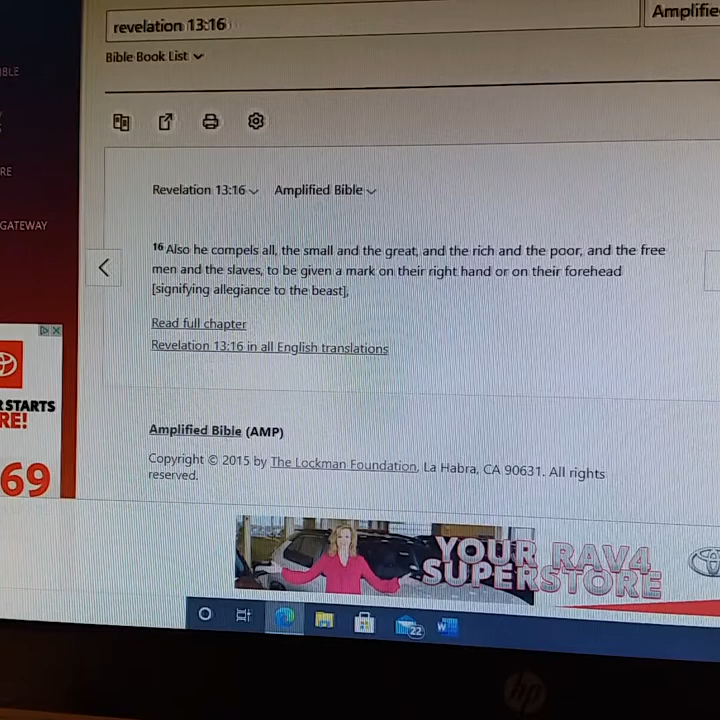 revelation 13:16
Amplifie
Bible Book List
IBLE
RE
GATEWAY
Revelation 13:16
Amplified Bible
16 Also he compels all, the small and the great, and the rich and the poor, and the free
men and the slaves, to be given a mark on their right hand or on their forehead
[signifying allegiance to the beast],
Read full chapter
Revelation 13:16 in all English translations
STARTS
RE!
69
Amplified Bible (AMP)
Copyright © 2015 by The Lockman Foundation, La Habra, CA 90631. All rights
reserved.
YOUR RAV4
SUPERSTORE
22
W
hp